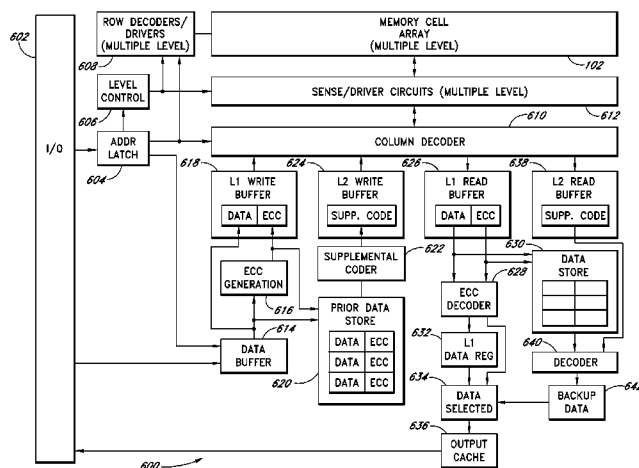 602
ROW DECODERS/
DRIVERS
(MULTIPLE LEVEL)
608
MEMORY CELL
ARRAY
(MULTIPLE LEVEL)
102
LEVEL
CONTROL
606
SENSE/DRIVER CIRCUITS (MULTIPLE LEVEL)
612
I/O
ADDR
LATCH
604
COLUMN DECODER
610
618
L1 WRITE
BUFFER
DATA
ECC
624
L2 WRITE
BUFFER
SUPP. CODE
626
L1 READ
BUFFER
DATA
ECC
638
L2 READ
BUFFER
SUPP. CODE
SUPPLEMENTAL
CODER
622
630
DATA
STORE
ECC
GENERATION
616
628
ECC
DECODER
PRIOR DATA
STORE
DATA
ECC
DATA
ECC
DATA
ECC
620
614
DATA
BUFFER
632
L1
DATA REG
640
DECODER
634
DATA
SELECTED
BACKUP
DATA
642
636
OUTPUT
CACHE
600